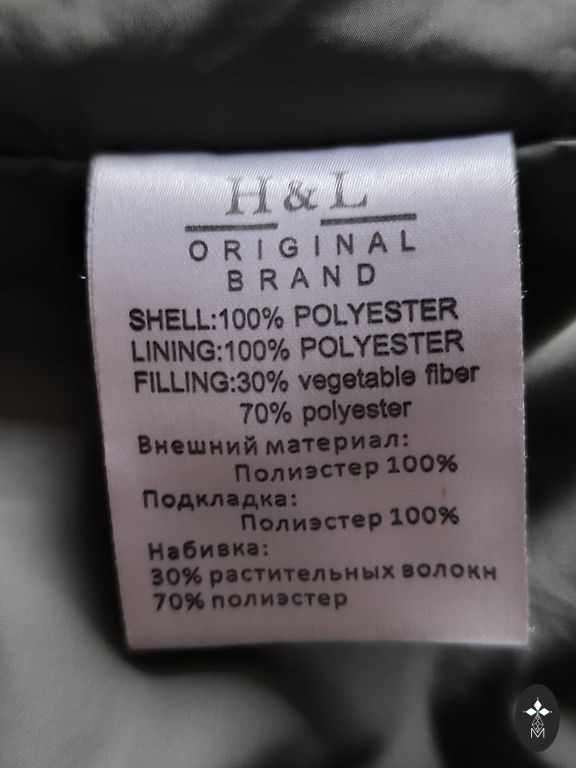 H&L
ORIGINAL
BRAND
SHELL:100% POLYESTER
LINING:100% POLYESTER
FILLING:30% vegetable fiber
70% polyester
Внешний материал:
Полиэстер 100%
Подкладка:
Полиэстер 100%
Набивка:
30% растительных волокн
70% полиэстер
M